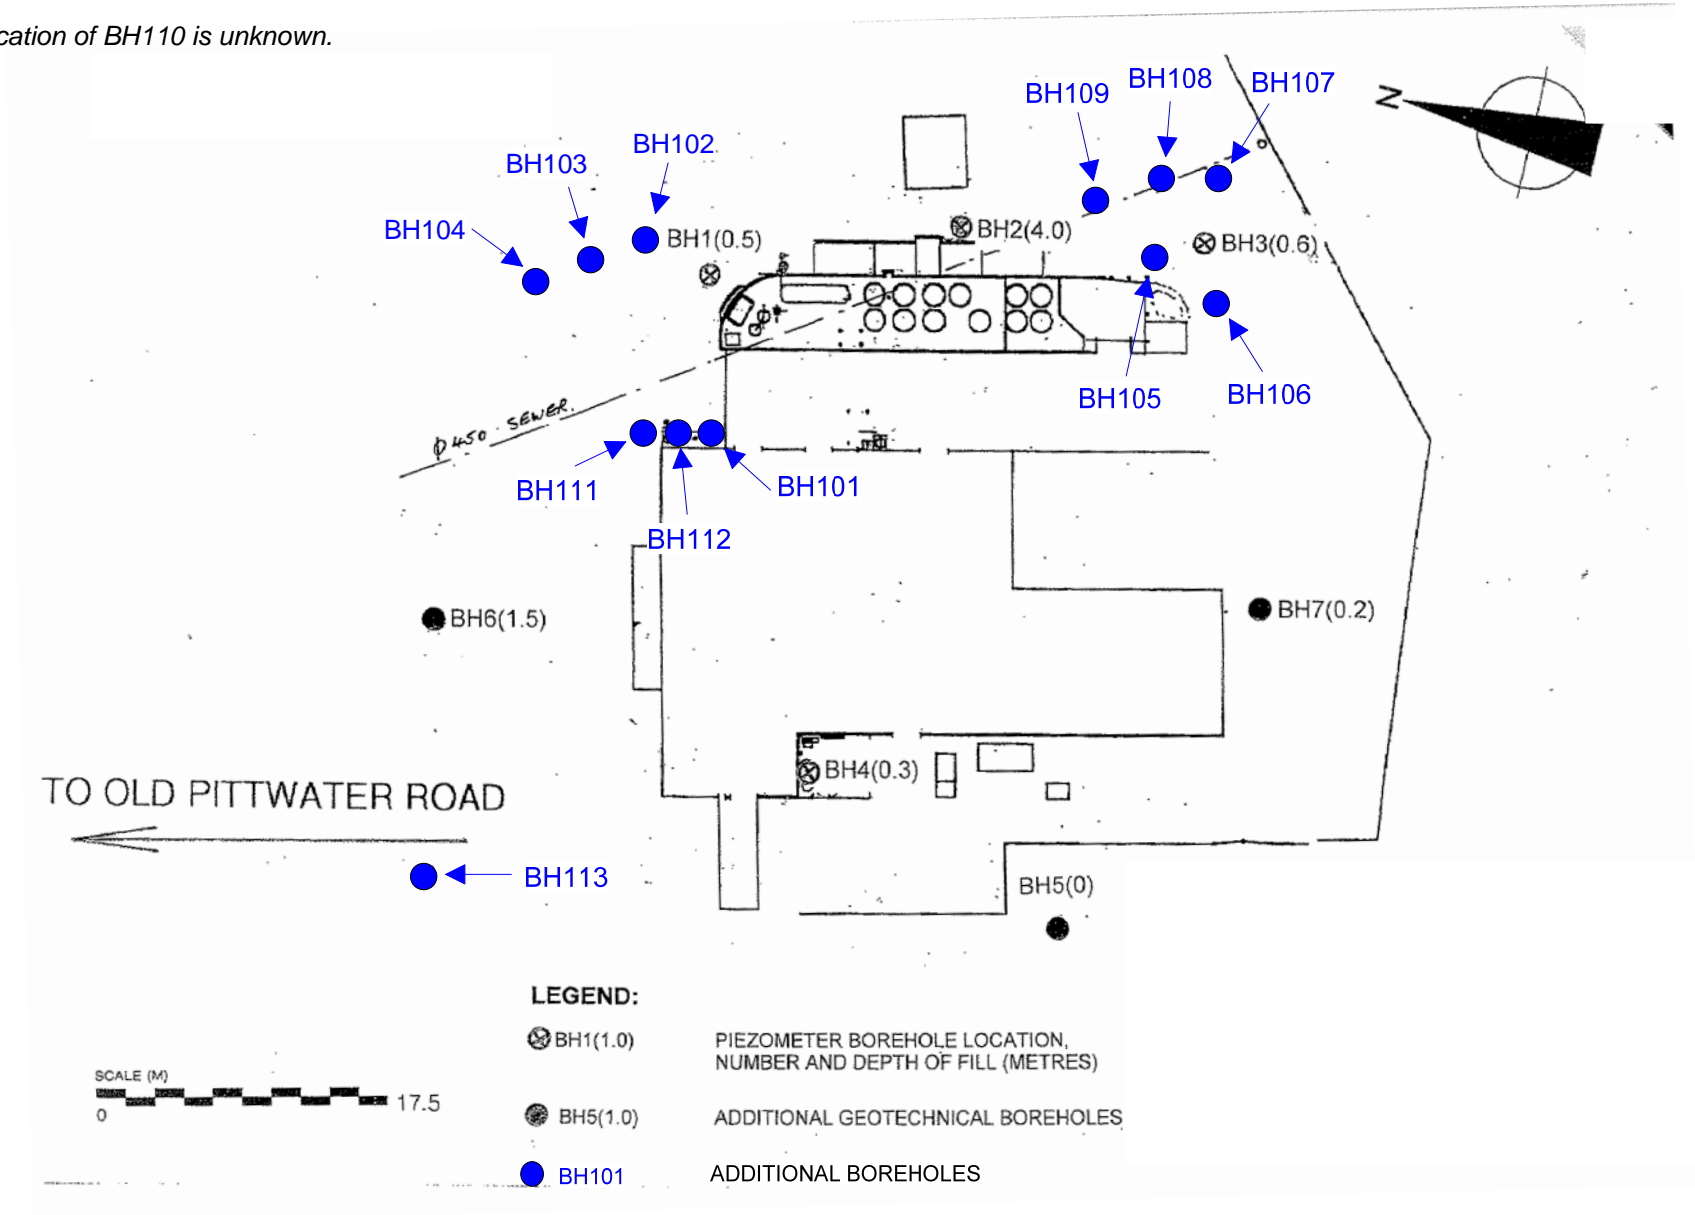 cation of BH110 is unknown.
BH108
BH107
BH109
N
BH102
BH103
BH104
BH1(0.5)
BH2(4.0)
BH3(0.6)
BH105
BH106
Φ450 SEWER.
BH111
BH101
BH112
BH6(1.5)
BH7(0.2)
BH4(0.3)
TO OLD PITTWATER ROAD
BH113
BH5(0)
LEGEND:
BH1(1.0) PIEZOMETER BOREHOLE LOCATION,
NUMBER AND DEPTH OF FILL (METRES)
SCALE (M)
0 17.5
BH5(1.0) ADDITIONAL GEOTECHNICAL BOREHOLES
BH101 ADDITIONAL BOREHOLES